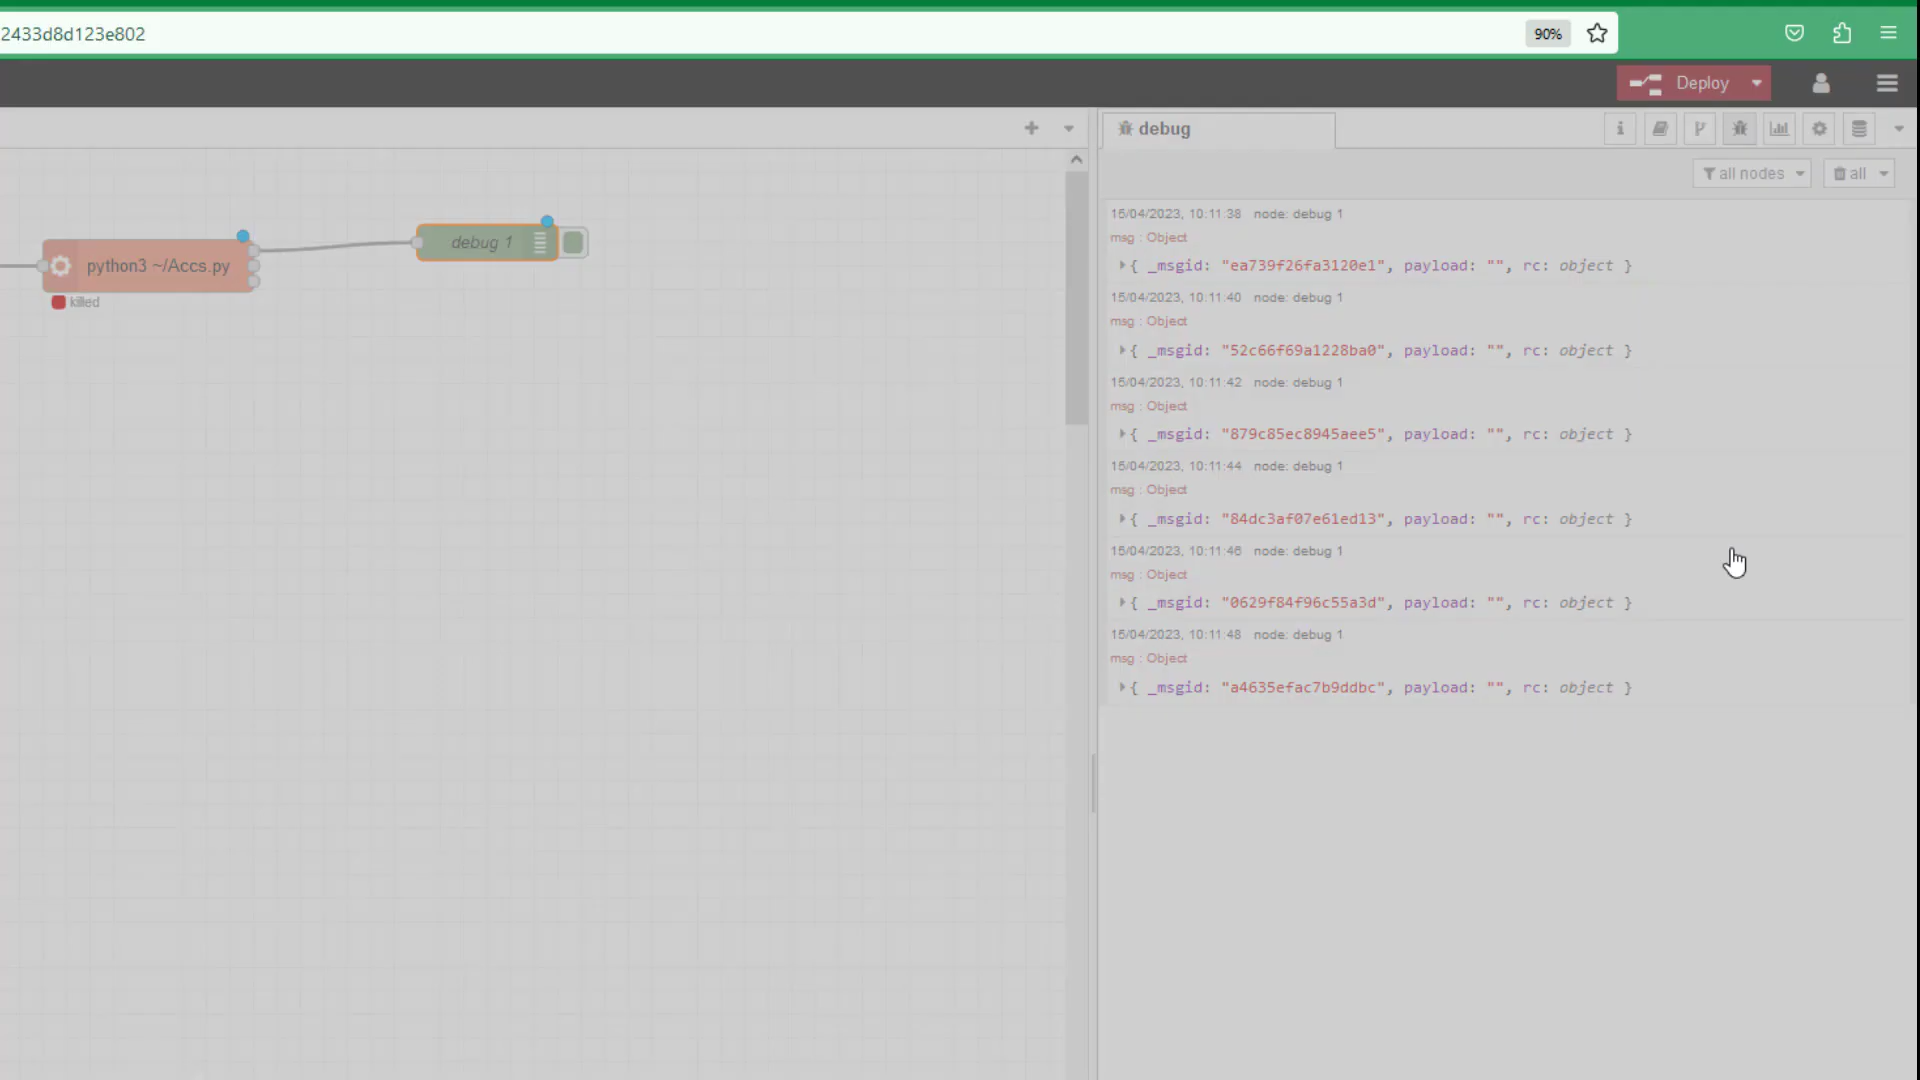 2433d8d123e802
90%
Deploy
debug
all nodes
all
python3 ~/Accs.py
killed
debug 1
15/04/2023, 10:11:38 node: debug 1
msg : Object
{ _msgid: "ea739f26fa3120e1", payload: "", rc: object }
15/04/2023, 10:11:40 node: debug 1
msg : Object
{ _msgid: "52c66f69a1228ba0", payload: "", rc: object }
15/04/2023, 10:11:42 node: debug 1
msg : Object
{ _msgid: "879c85ec8945aee5", payload: "", rc: object }
15/04/2023, 10:11:44 node: debug 1
msg : Object
{ _msgid: "84dc3af07e61ed13", payload: "", rc: object }
15/04/2023, 10:11:46 node: debug 1
msg : Object
{ _msgid: "0629f84f96c55a3d", payload: "", rc: object }
15/04/2023, 10:11:48 node: debug 1
msg : Object
{ _msgid: "a4635efac7b9ddbc", payload: "", rc: object }